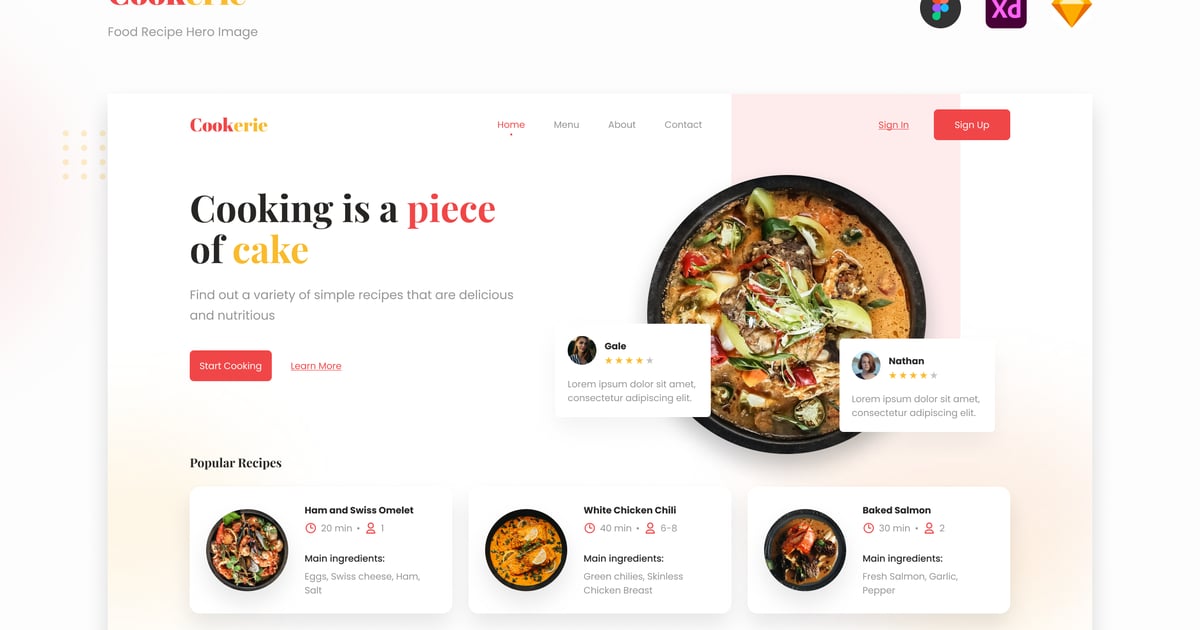 Cookerie
Food Recipe Hero Image
Xd
Cookerie
Home
Menu
About
Contact
Sign In
Sign Up
Cooking is a piece
of cake
Find out a variety of simple recipes that are delicious
and nutritious
Start Cooking
Learn More
Gale
Lorem ipsum dolor sit amet,
consectetur adipiscing elit.
Nathan
Lorem ipsum dolor sit amet,
consectetur adipiscing elit.
Popular Recipes
Ham and Swiss Omelet
20 min • 1
Main ingredients:
Eggs, Swiss cheese, Ham,
Salt
White Chicken Chili
40 min • 6-8
Main ingredients:
Green chilies, Skinless
Chicken Breast
Baked Salmon
30 min • 2
Main ingredients:
Fresh Salmon, Garlic,
Pepper